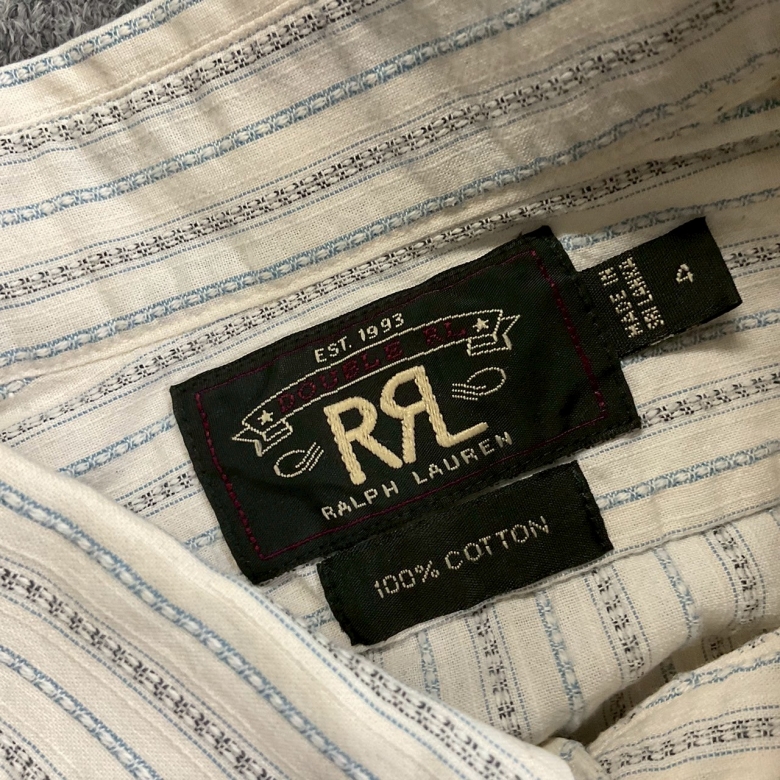 EST. 1993
DOUBLE RL
RRL
RALPH LAUREN
4
MADE IN
SRI LANKA
100% COTTON